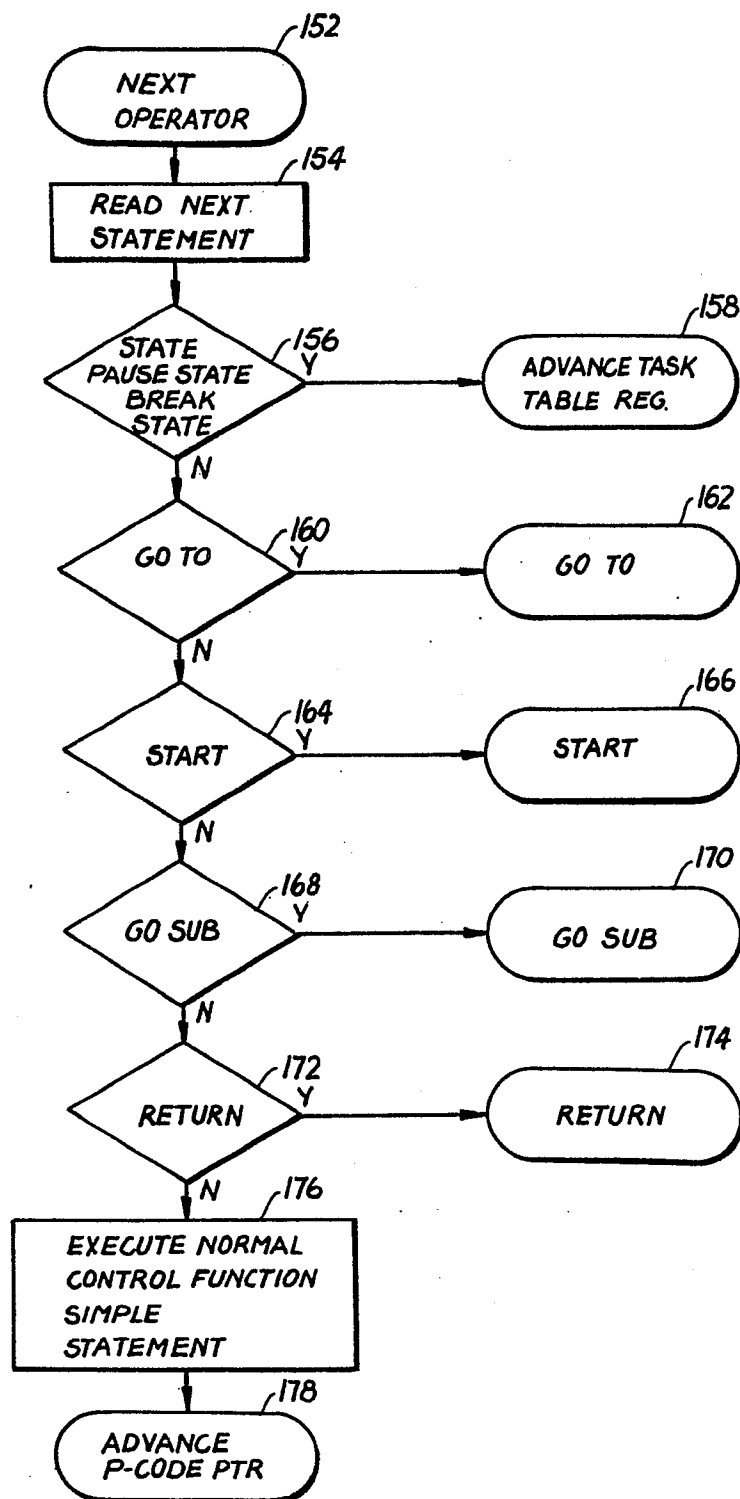 152
NEXT
OPERATOR
154
READ NEXT
STATEMENT
156
STATE
PAUSE STATE
BREAK
STATE
Y
158
ADVANCE TASK
TABLE REG.
N
160
GO TO
Y
162
GO TO
N
164
START
Y
166
START
N
168
GO SUB
Y
170
GO SUB
N
172
RETURN
Y
174
RETURN
N
176
EXECUTE NORMAL
CONTROL FUNCTION
SIMPLE
STATEMENT
178
ADVANCE
P-CODE PTR